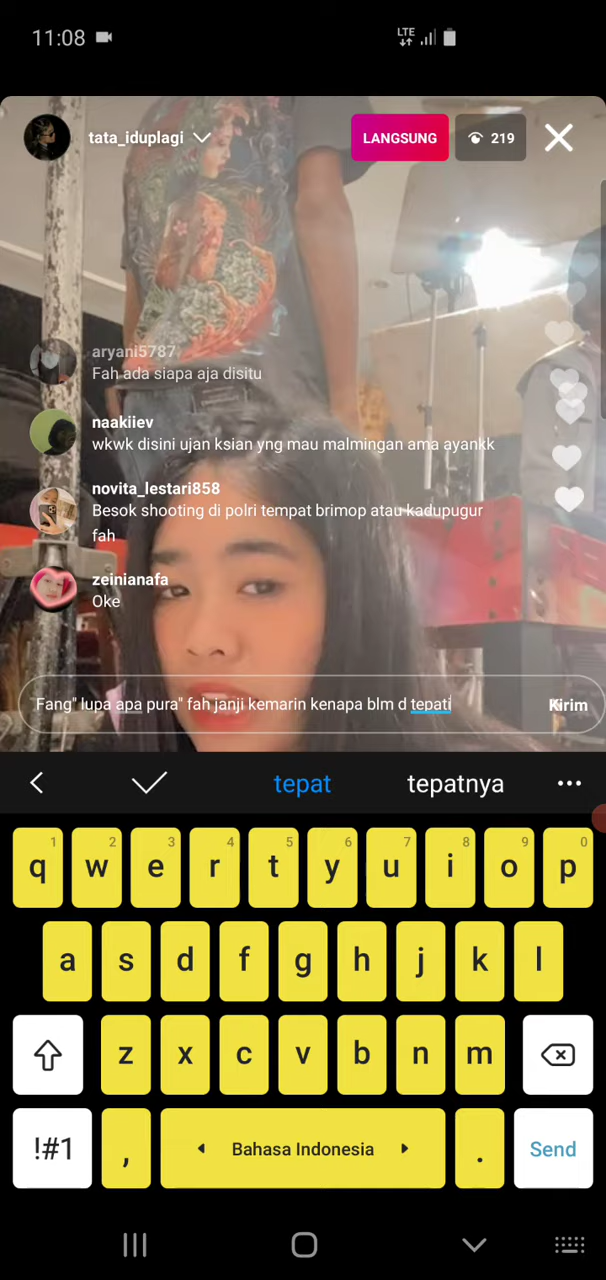 11:08
LTE
tata_iduplagi
LANGSUNG
219
aryani5787
Fah ada siapa aja disitu
naakiiev
wkwk disini ujan ksian yng mau malmingan ama ayankk
novita_lestari858
Besok shooting di polri tempat brimop atau kadupugur
fah
zeinianafa
Oke
Fang" lupa apa pura" fah janji kemarin kenapa blm d tepati
Kirim
tepat tepatnya
1 2 3 4 5 6 7 8 9 0
q w e r t y u i o p
a s d f g h j k l
z x c v b n m
!#1 , Bahasa Indonesia . Send